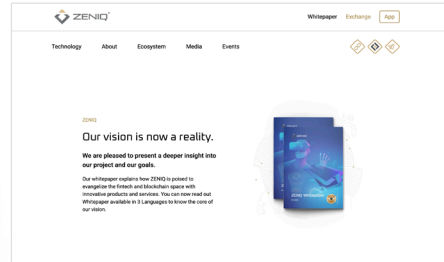 ZENIQ
Whitepaper Exchange App
Technology About Ecosystem Media Events
ZENIQ
Our vision is now a reality.
We are pleased to present a deeper insight into
our project and our goals.
Our whitepaper explains how ZENIQ is poised to
evangelize the fintech and blockchain space with
innovative products and services. You can now read out
Whitepaper available in 3 Languages to know the core of
our vision.
ZENIQ Whitepaper